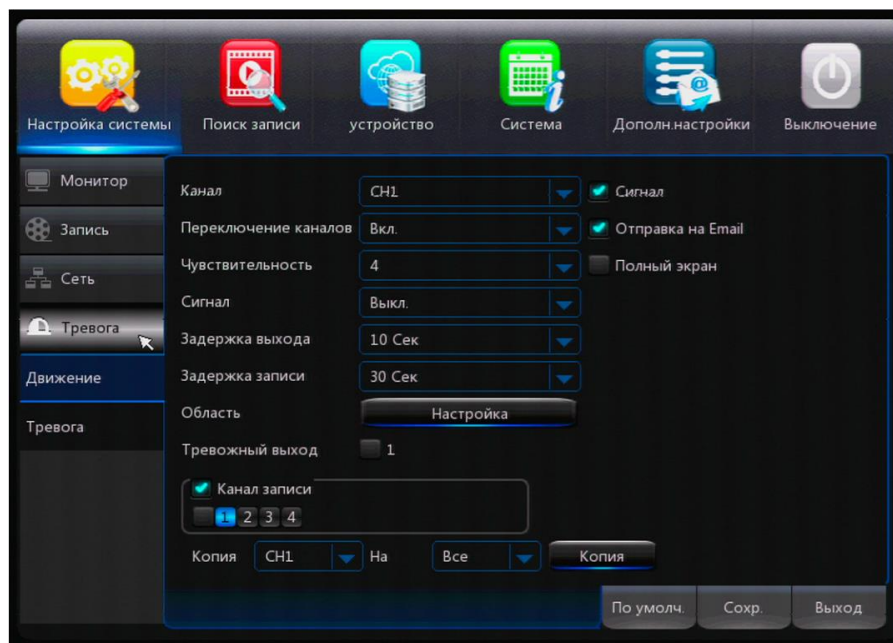 Настройка системы Поиск записи устройство Система Дополн.настройки Выключение
Монитор
Запись
Сеть
Тревога
Движение
Тревога
Канал CH1 Сигнал
Переключение каналов Вкл. Отправка на Email
Чувствительность 4 Полный экран
Сигнал Выкл.
Задержка выхода 10 Сек
Задержка записи 30 Сек
Область Настройка
Тревожный выход 1
Канал записи
1 2 3 4
Копия CH1 На Все Копия
По умолч. Сохр. Выход